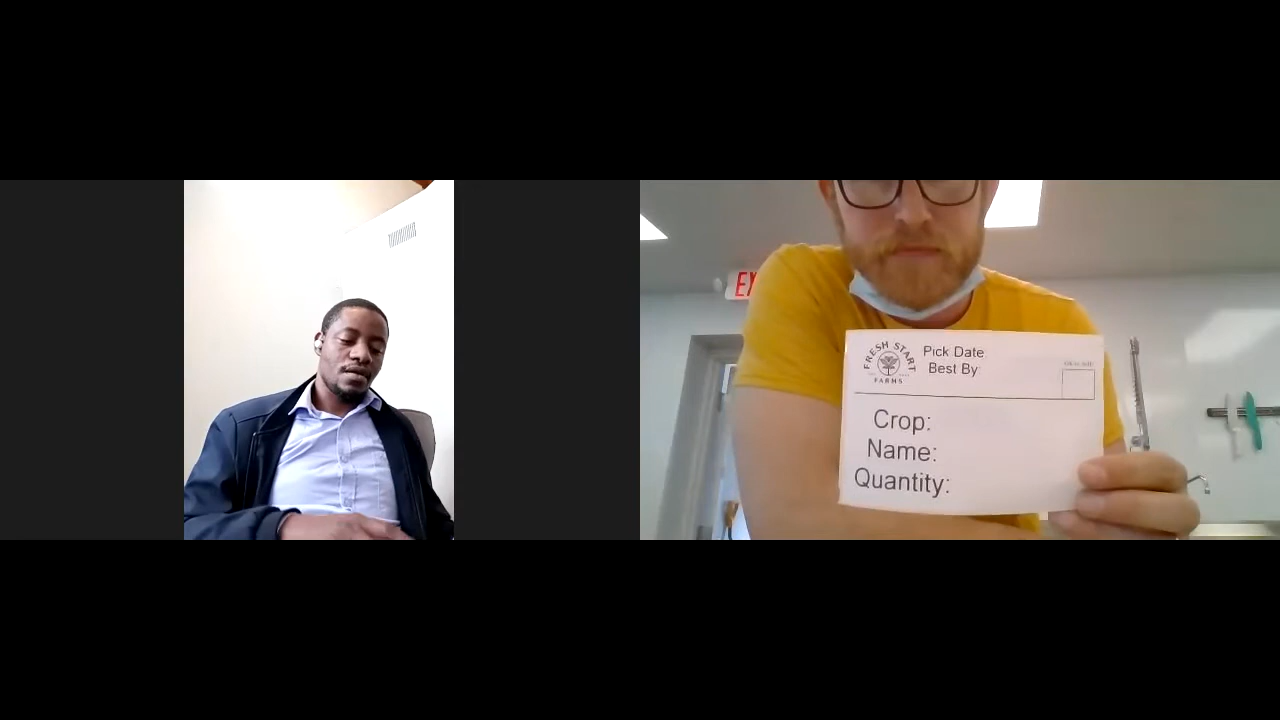 EX
FRESH START
FARMS
Pick Date
Best By
Crop:
Name:
Quantity: